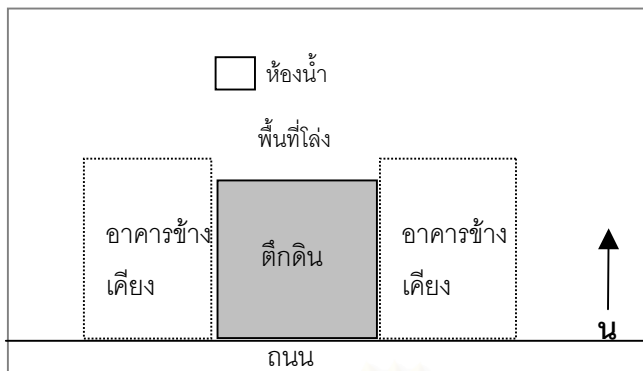 ห้องน้ำ
พื้นที่โล่ง
อาคารข้าง
เคียง
ตึกดิน
อาคารข้าง
เคียง
น
ถนน